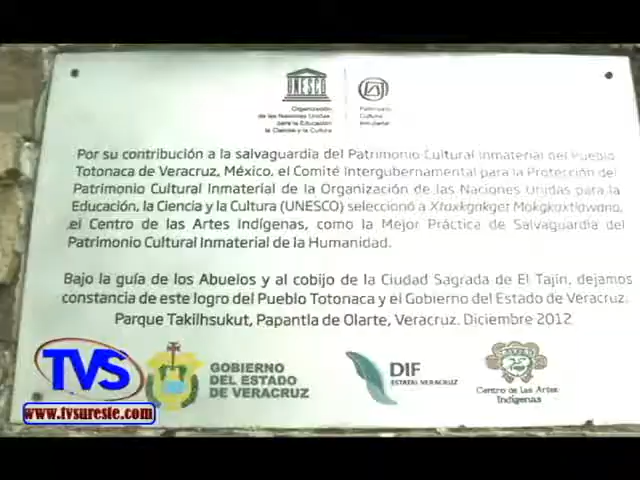 UNESCO
Organización
de las Naciones Unidas
para la Educación,
la Ciencia y la Cultura
Patrimonio
Cultural
Inmaterial
Por su contribución a la salvaguardia del Patrimonio Cultural Inmaterial del Pueblo
Totonaca de Veracruz, México, el Comité Intergubernamental para la Protección del
Patrimonio Cultural Inmaterial de la Organización de las Naciones Unidas para la
Educación, la Ciencia y la Cultura (UNESCO) seleccionó a Xtaxkgakget Makgkaxtlawana,
el Centro de las Artes Indígenas, como la Mejor Práctica de Salvaguardia del
Patrimonio Cultural Inmaterial de la Humanidad.
Bajo la guía de los Abuelos y al cobijo de la Ciudad Sagrada de El Tajín, dejamos
constancia de este logro del Pueblo Totonaca y el Gobierno del Estado de Veracruz.
Parque Takilhsukut, Papantla de Olarte, Veracruz. Diciembre 2012
TVS
www.tvsureste.com
GOBIERNO
DEL ESTADO
DE VERACRUZ
DIF
ESTATAL VERACRUZ
Centro de las Artes
Indígenas